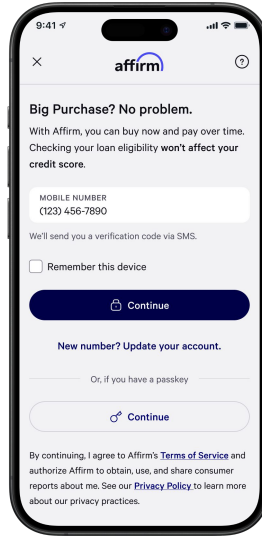 9:41
affirm
Big Purchase? No problem.
With Affirm, you can buy now and pay over time.
Checking your loan eligibility won't affect your
credit score.
MOBILE NUMBER
(123) 456-7890
We'll send you a verification code via SMS.
Remember this device
Continue
New number? Update your account.
Or, if you have a passkey
Continue
By continuing, I agree to Affirm's Terms of Service and
authorize Affirm to obtain, use, and share consumer
reports about me. See our Privacy Policy to learn more
about our privacy practices.